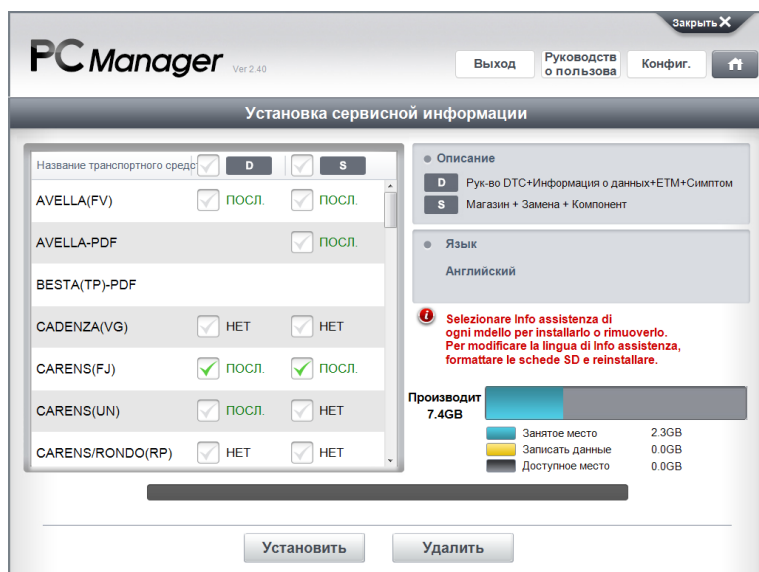 Закрыть X
PC Manager Ver 2.40
Выход
Руководств
о пользова
Конфиг.
Установка сервисной информации
Название транспортного средс D S
AVELLA(FV) ПОСЛ. ПОСЛ.
AVELLA-PDF ПОСЛ.
BESTA(TP)-PDF
CADENZA(VG) НЕТ НЕТ
CARENS(FJ) ПОСЛ. ПОСЛ.
CARENS(UN) ПОСЛ. НЕТ
CARENS/RONDO(RP) НЕТ НЕТ
Описание
D Рук-во DTC+Информация о данных+ETM+Симптом
S Магазин + Замена + Компонент
Язык
Английский
Selezionare Info assistenza di
ogni mdello per installarlo o rimuoverlo.
Per modificare la lingua di Info assistenza,
formattare le schede SD e reinstallare.
Производит
7.4GB
Занятое место 2.3GB
Записать данные 0.0GB
Доступное место 0.0GB
Установить
Удалить